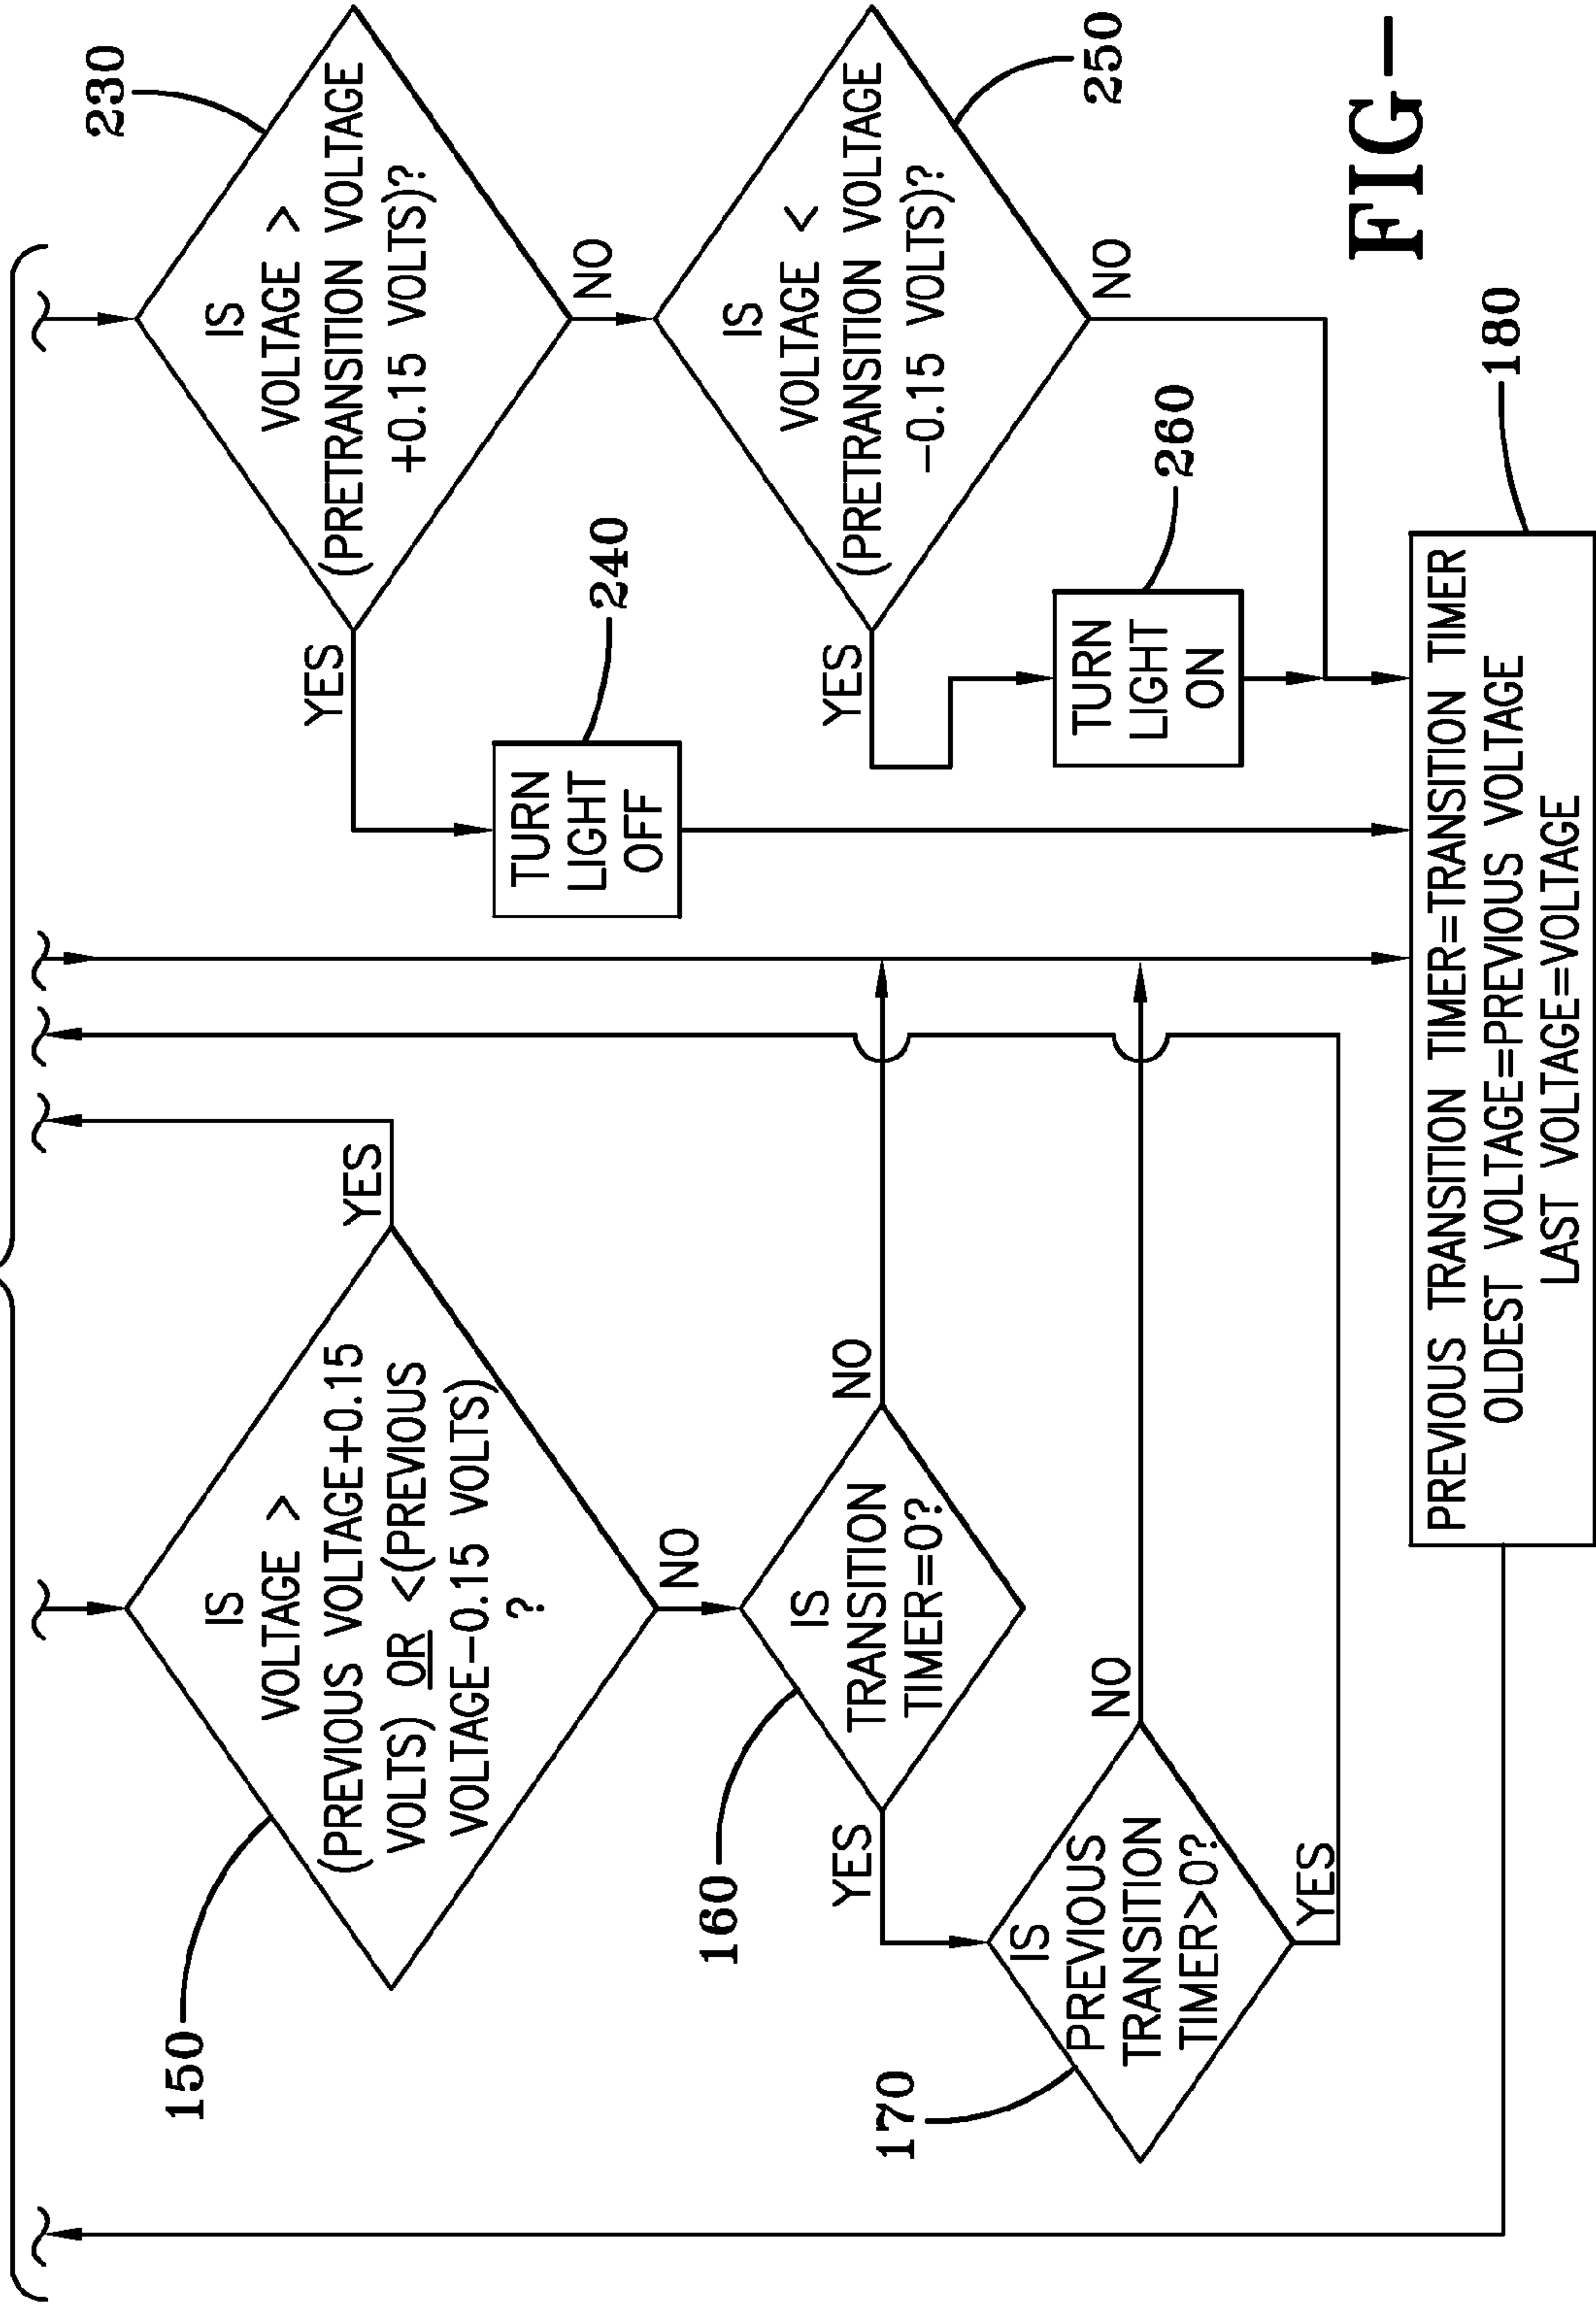 150
IS
VOLTAGE >
(PREVIOUS VOLTAGE+0.15
VOLTS) OR <(PREVIOUS
VOLTAGE-0.15 VOLTS)
?
YES
NO
160
IS
TRANSITION
TIMER=0?
NO
YES
170
IS
PREVIOUS
TRANSITION
TIMER>0?
NO
YES
230
IS
VOLTAGE >
(PRETRANSITION VOLTAGE
+0.15 VOLTS)?
YES
NO
240
TURN
LIGHT
OFF
250
IS
VOLTAGE <
(PRETRANSITION VOLTAGE
-0.15 VOLTS)?
YES
NO
260
TURN
LIGHT
ON
180
PREVIOUS TRANSITION TIMER=TRANSITION TIMER
OLDEST VOLTAGE=PREVIOUS VOLTAGE
LAST VOLTAGE=VOLTAGE
FIG—